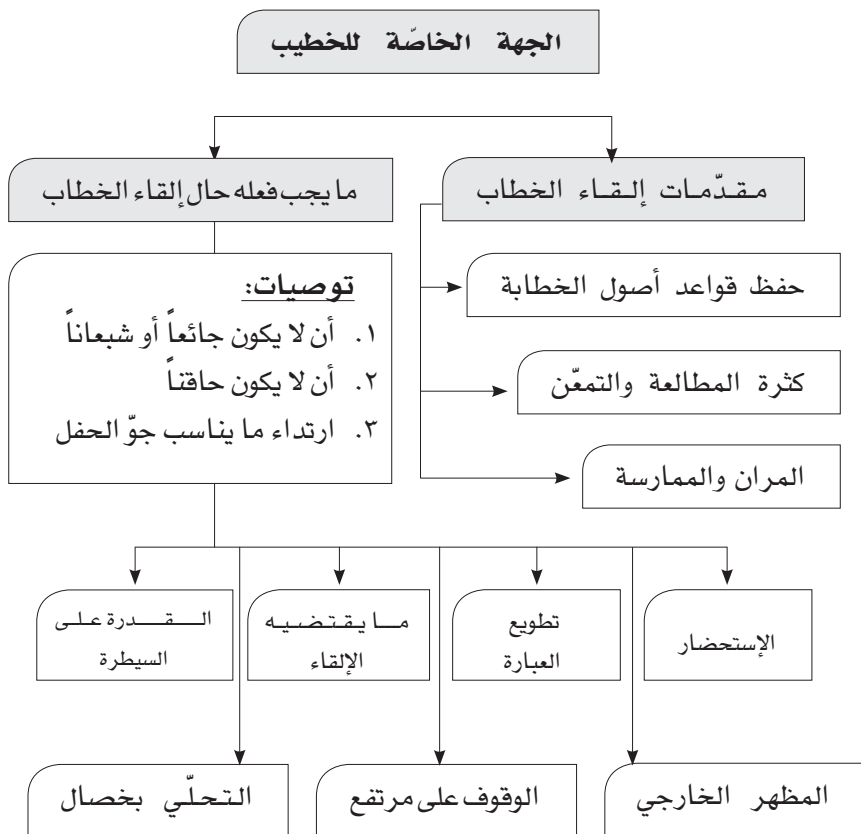 الجهة الخاصّة للخطيب
مقدّمات إلقاء الخطاب
ما يجب فعله حال إلقاء الخطاب
حفظ قواعد أصول الخطابة
كثرة المطالعة والتمعّن
المران والممارسة
توصيات:
١. أن لا يكون جائعاً أو شبعاناً
٢. أن لا يكون حاقناً
٣. ارتداء ما يناسب جوّ الحفل
الإستحضار
تطويع
العبارة
ما يقتضيه
الإلقاء
القدرة على
السيطرة
المظهر الخارجي
الوقوف على مرتفع
التحلّي بخصال